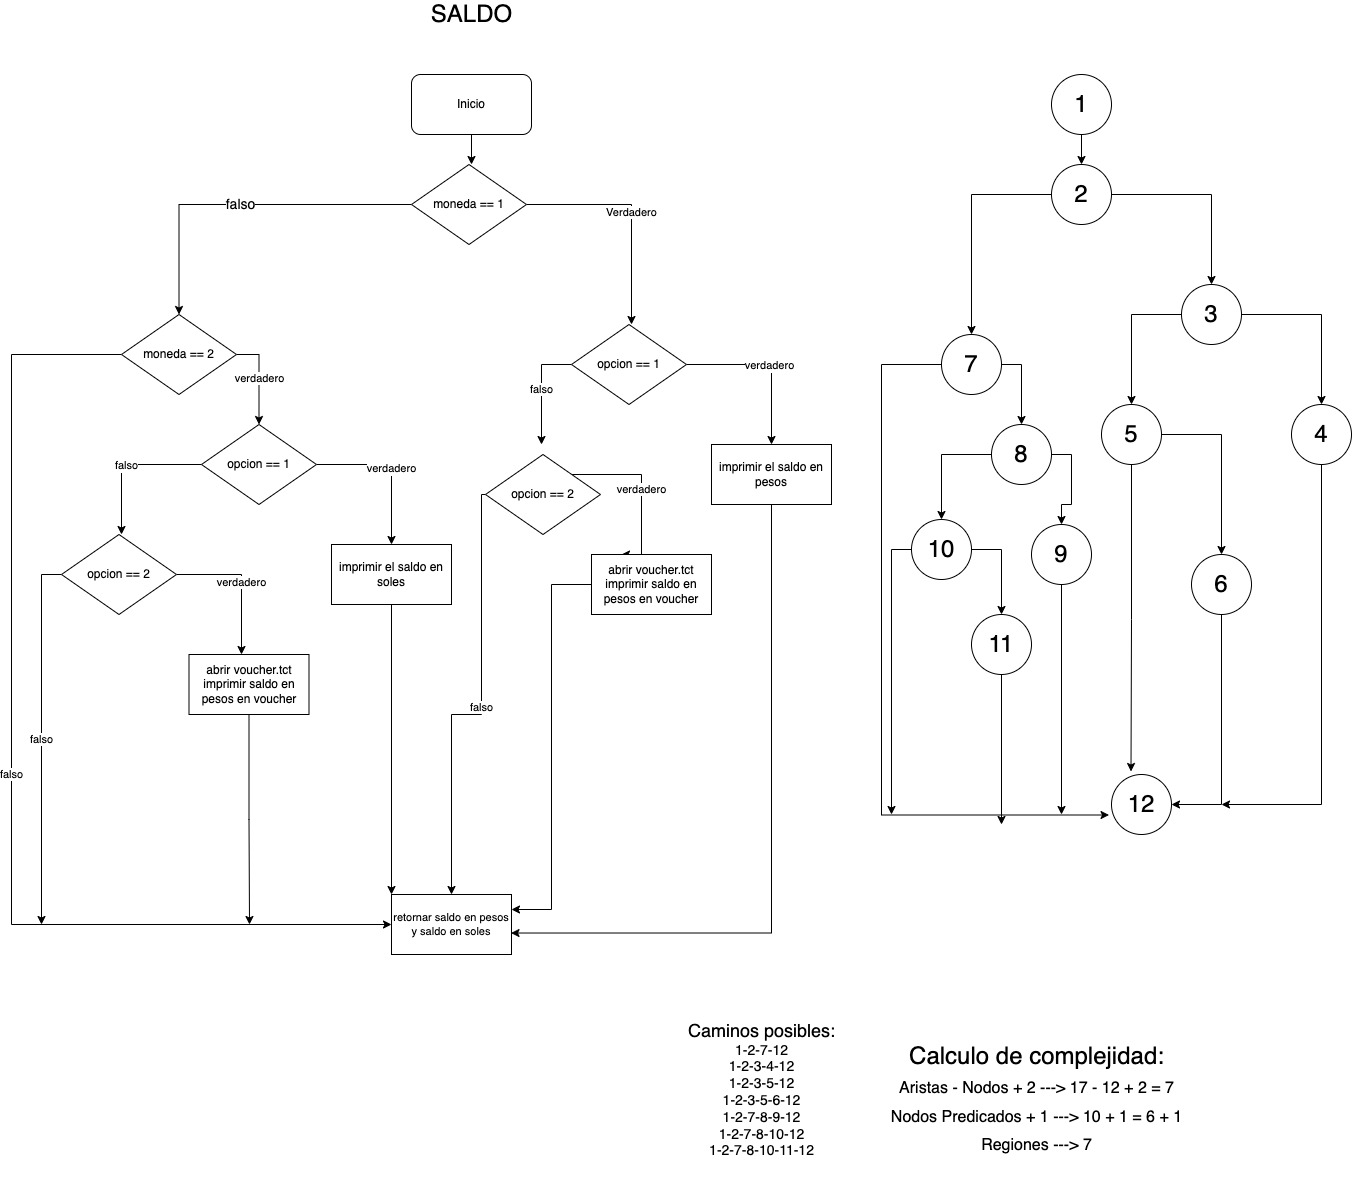 SALDO
Inicio
moneda == 1
falso
Verdadero
moneda == 2
verdadero
falso
opcion == 1
falso
verdadero
opcion == 2
verdadero
falso
abrir voucher.tct
imprimir saldo en
pesos en voucher
imprimir el saldo en
soles
opcion == 1
falso
verdadero
opcion == 2
verdadero
falso
abrir voucher.tct
imprimir saldo en
pesos en voucher
imprimir el saldo en
pesos
retornar saldo en pesos
y saldo en soles
1
2
3
7
5
4
8
10
9
6
11
12
Caminos posibles:
1-2-7-12
1-2-3-4-12
1-2-3-5-12
1-2-3-5-6-12
1-2-7-8-9-12
1-2-7-8-10-12
1-2-7-8-10-11-12
Calculo de complejidad:
Aristas - Nodos + 2 ---> 17 - 12 + 2 = 7
Nodos Predicados + 1 ---> 10 + 1 = 6 + 1
Regiones ---> 7